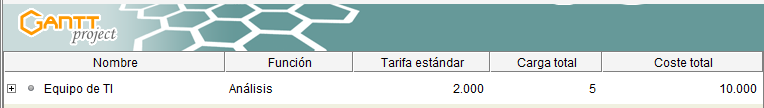 GANTT
project
Nombre Función Tarifa estándar Carga total Coste total
Equipo de TI Análisis 2.000 5 10.000